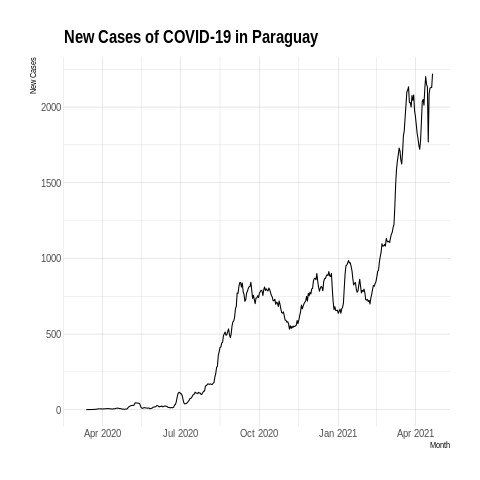 New Cases of COVID-19 in Paraguay
New Cases
2000
1500
1000
500
0
Apr 2020 Jul 2020 Oct 2020 Jan 2021 Apr 2021
Month